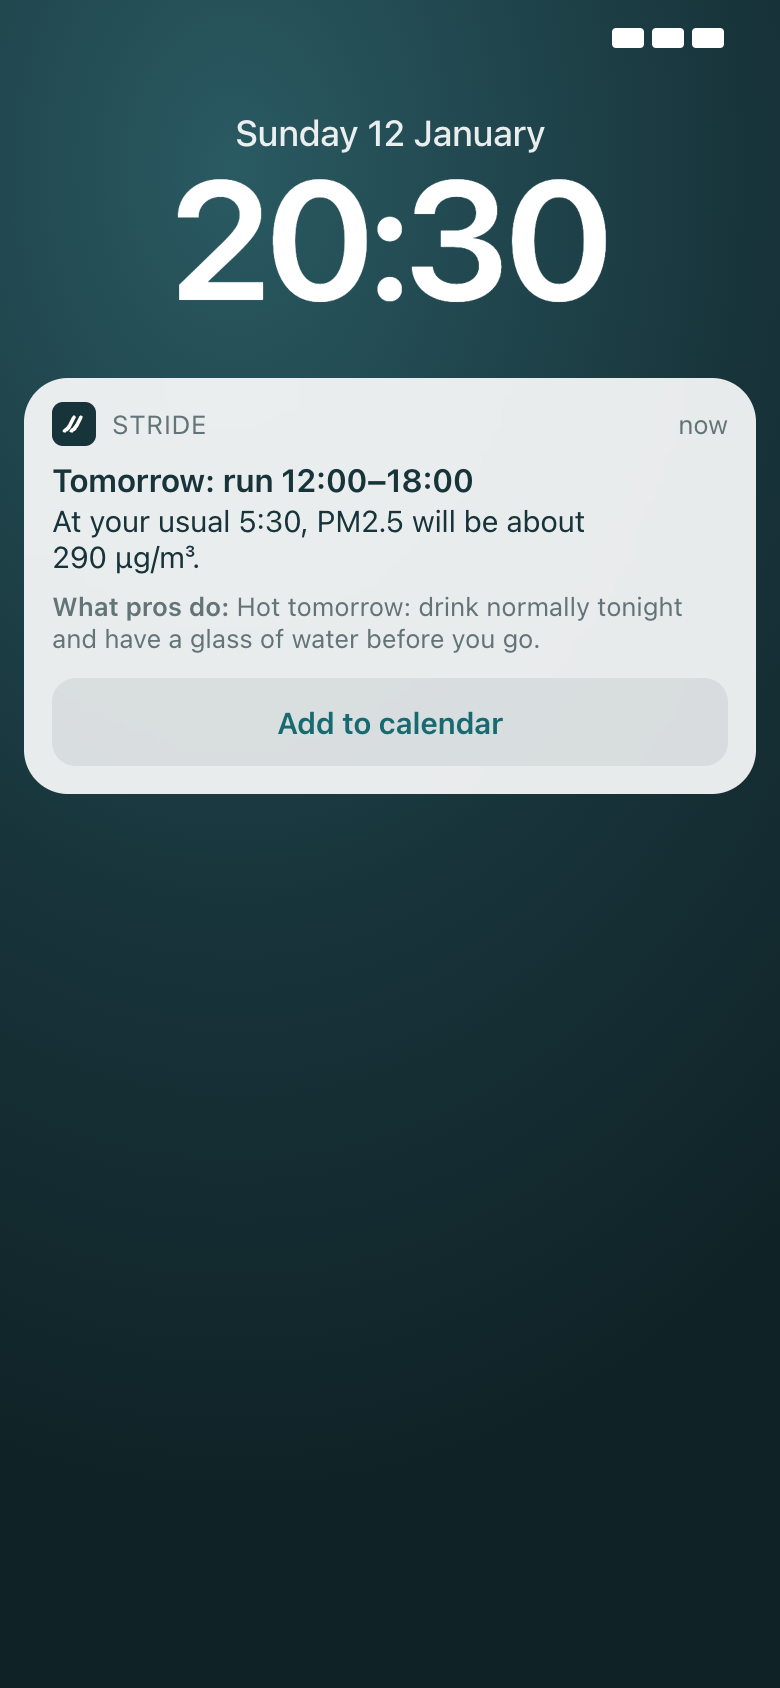 Sunday 12 January
20:30
STRIDE
now
Tomorrow: run 12:00–18:00
At your usual 5:30, PM2.5 will be about
290 µg/m³.
What pros do: Hot tomorrow: drink normally tonight
and have a glass of water before you go.
Add to calendar